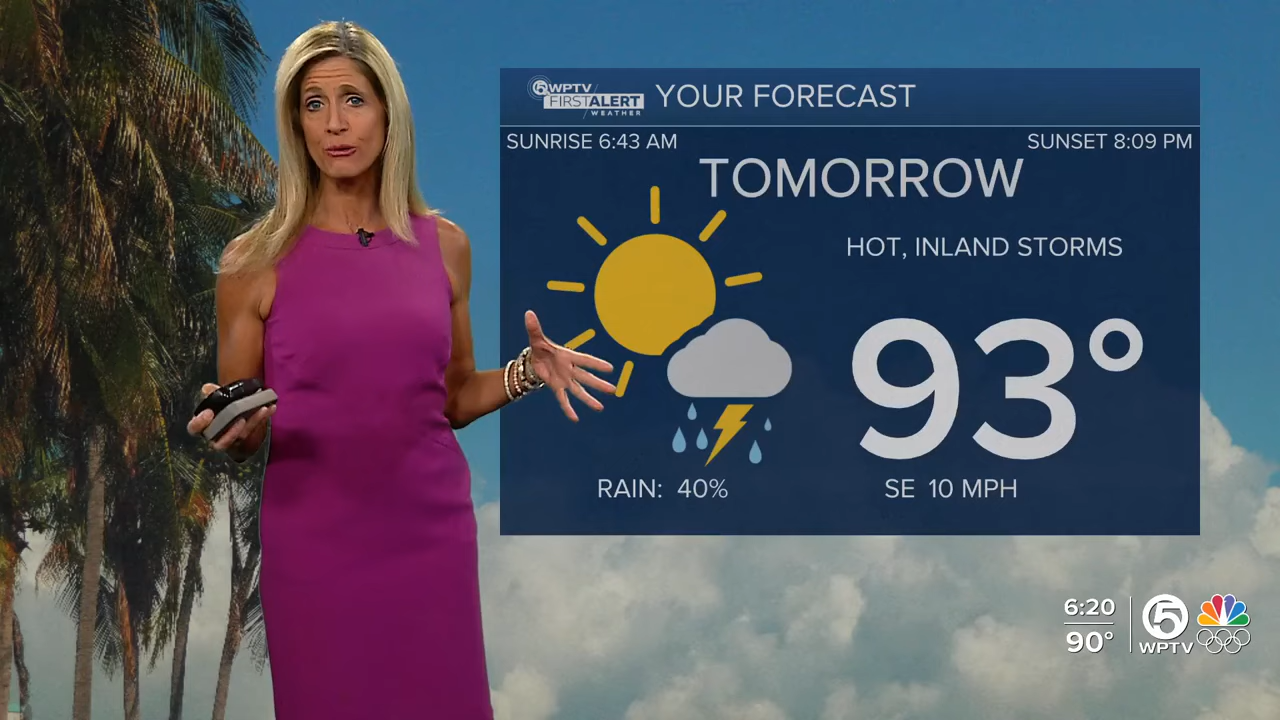 5 WPTV
FIRST ALERT
WEATHER
YOUR FORECAST
SUNRISE 6:43 AM
SUNSET 8:09 PM
TOMORROW
HOT, INLAND STORMS
93°
RAIN: 40%
SE 10 MPH
6:20
90°
5
WPTV